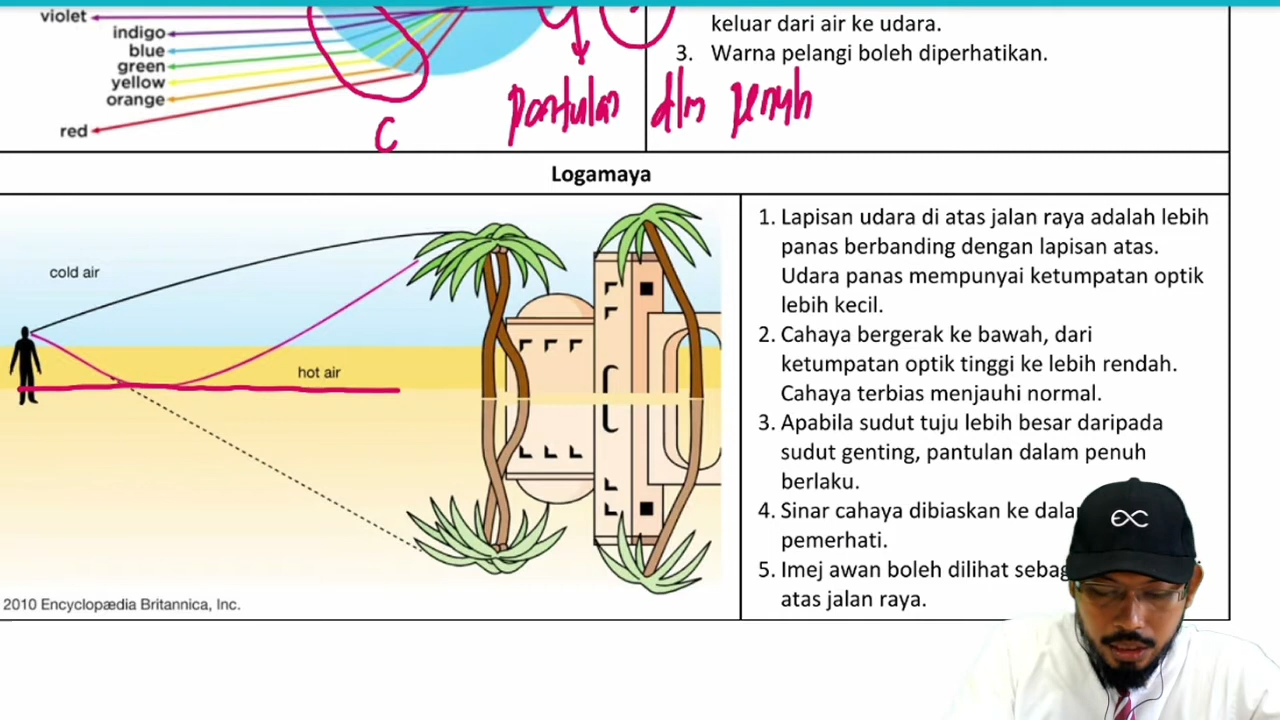 violet
indigo
blue
green
yellow
orange
red
C
pantulan dlm penuh
keluar dari air ke udara.
3. Warna pelangi boleh diperhatikan.
Logamaya
cold air
hot air
2010 Encyclopædia Britannica, Inc.
1. Lapisan udara di atas jalan raya adalah lebih
panas berbanding dengan lapisan atas.
Udara panas mempunyai ketumpatan optik
lebih kecil.
2. Cahaya bergerak ke bawah, dari
ketumpatan optik tinggi ke lebih rendah.
Cahaya terbias menjauhi normal.
3. Apabila sudut tuju lebih besar daripada
sudut genting, pantulan dalam penuh
berlaku.
4. Sinar cahaya dibiaskan ke
pemerhati.
5. Imej awan boleh dilihat
atas jalan raya.